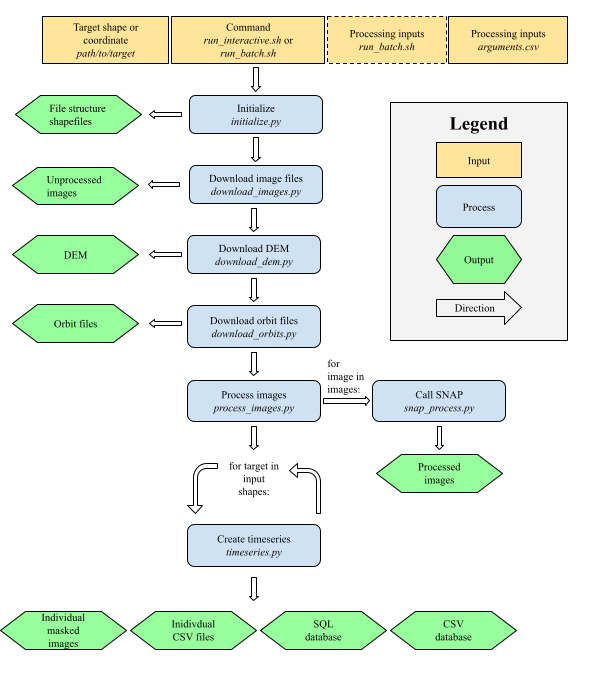 Target shape or
coordinate
path/to/target
Command
run_interactive.sh or
run_batch.sh
Processing inputs
run_batch.sh
Processing inputs
arguments.csv
File structure
shapefiles
Initialize
initialize.py
Legend
Input
Process
Output
Direction
Unprocessed
images
Download image files
download_images.py
DEM
Download DEM
download_dem.py
Orbit files
Download orbit files
download_orbits.py
for
image in
images:
Process images
process_images.py
Call SNAP
snap_process.py
Processed
images
for target in
input
shapes:
Create timeseries
timeseries.py
Individual
masked
images
Inidivdual
CSV files
SQL
database
CSV
database